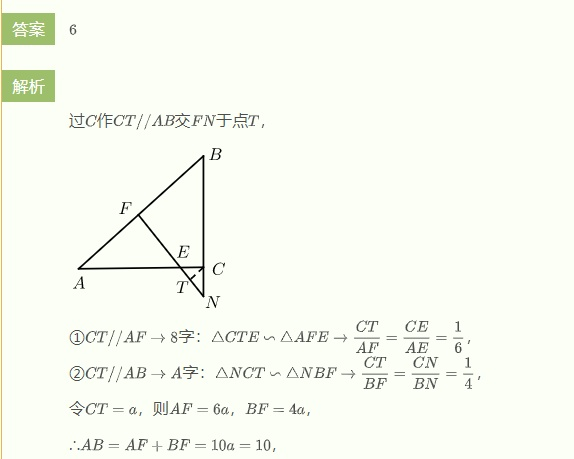 答案 6
解析
过C作CT//AB交FN于点T，
B
F
E
C
A
T
N
①CT//AF→8字：△CTE∽△AFE→CT/AF=CE/AE=1/6，
②CT//AB→A字：△NCT∽△NBF→CT/BF=CN/BN=1/4，
令CT=a，则AF=6a，BF=4a，
∴AB=AF+BF=10a=10，